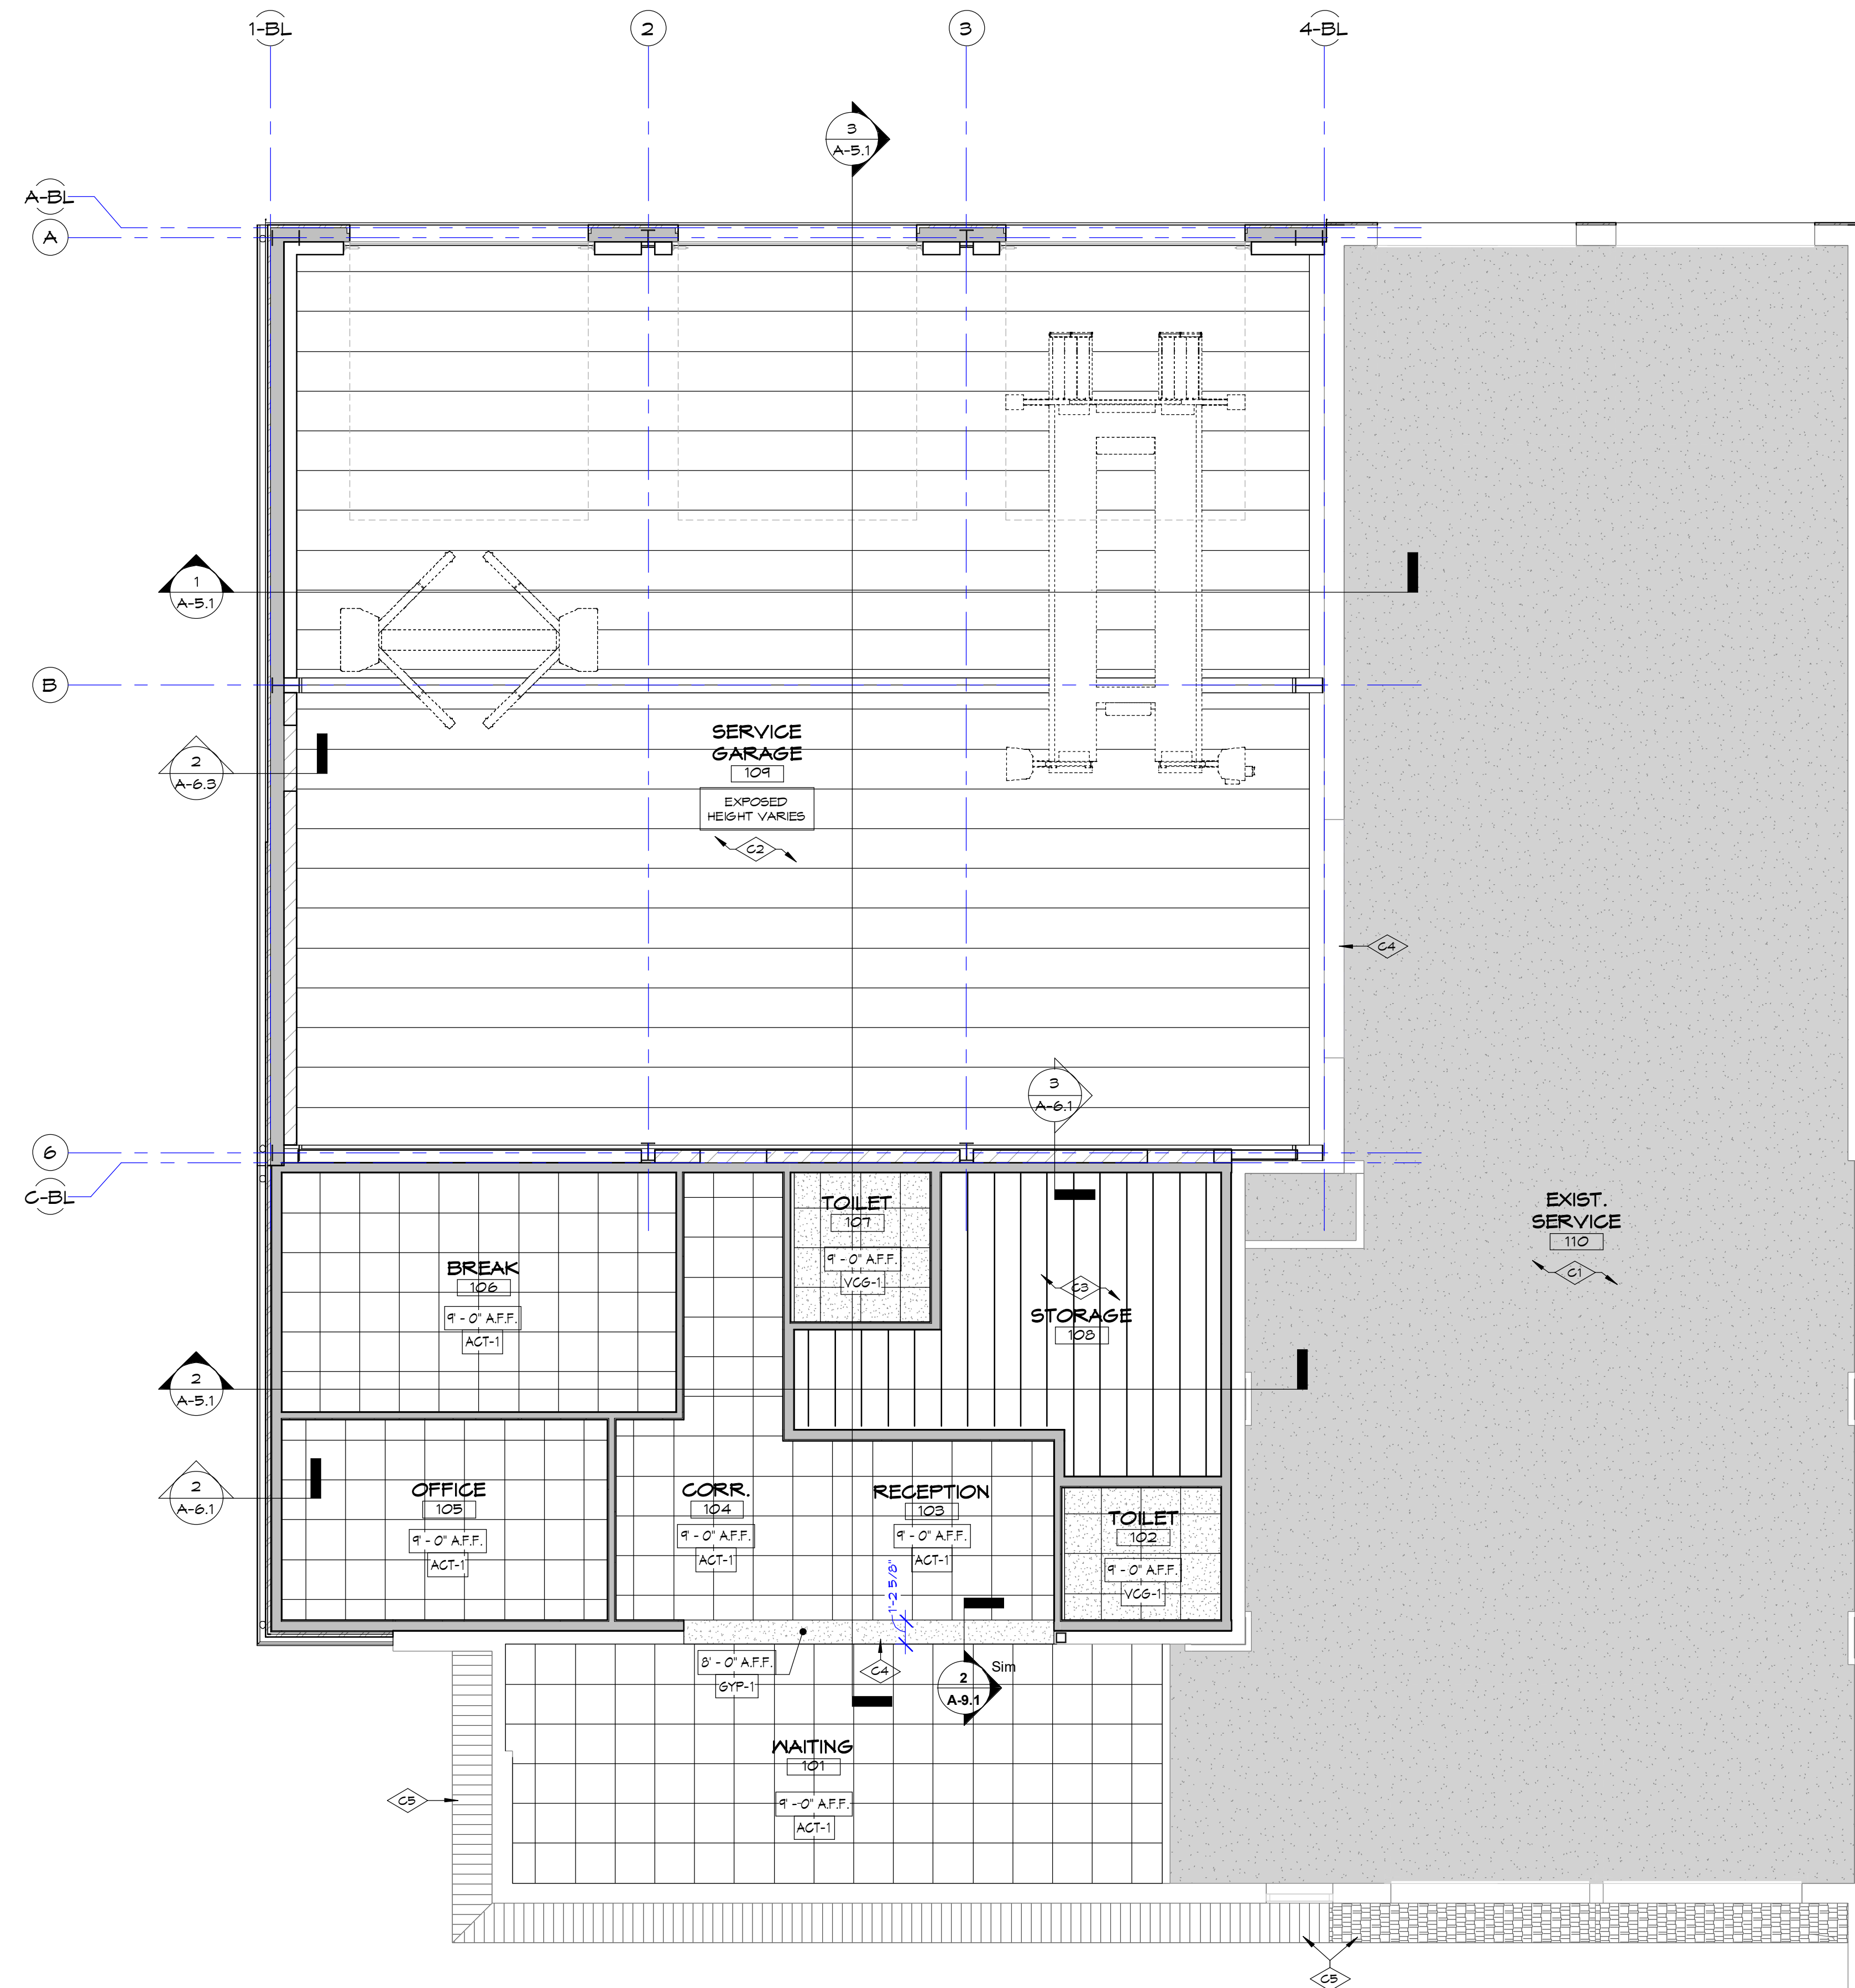 1-BL
2
3
4-BL
3
A-5.1
A-BL
A
1
A-5.1
B
2
A-6.3
SERVICE
GARAGE
109
EXPOSED
HEIGHT VARIES
C2
C4
3
A-6.1
6
C-BL
TOILET
107
9' - 0" A.F.F.
VCG-1
EXIST.
SERVICE
110
C1
BREAK
106
9' - 0" A.F.F.
ACT-1
C3
STORAGE
108
2
A-5.1
2
A-6.1
OFFICE
105
9' - 0" A.F.F.
ACT-1
CORR.
104
9' - 0" A.F.F.
ACT-1
RECEPTION
103
9' - 0" A.F.F.
ACT-1
TOILET
102
9' - 0" A.F.F.
VCG-1
1'-2 5/8"
8' - 0" A.F.F.
GYP-1
C4
Sim
2
A-9.1
WAITING
101
9' - 0" A.F.F.
ACT-1
C5
C5